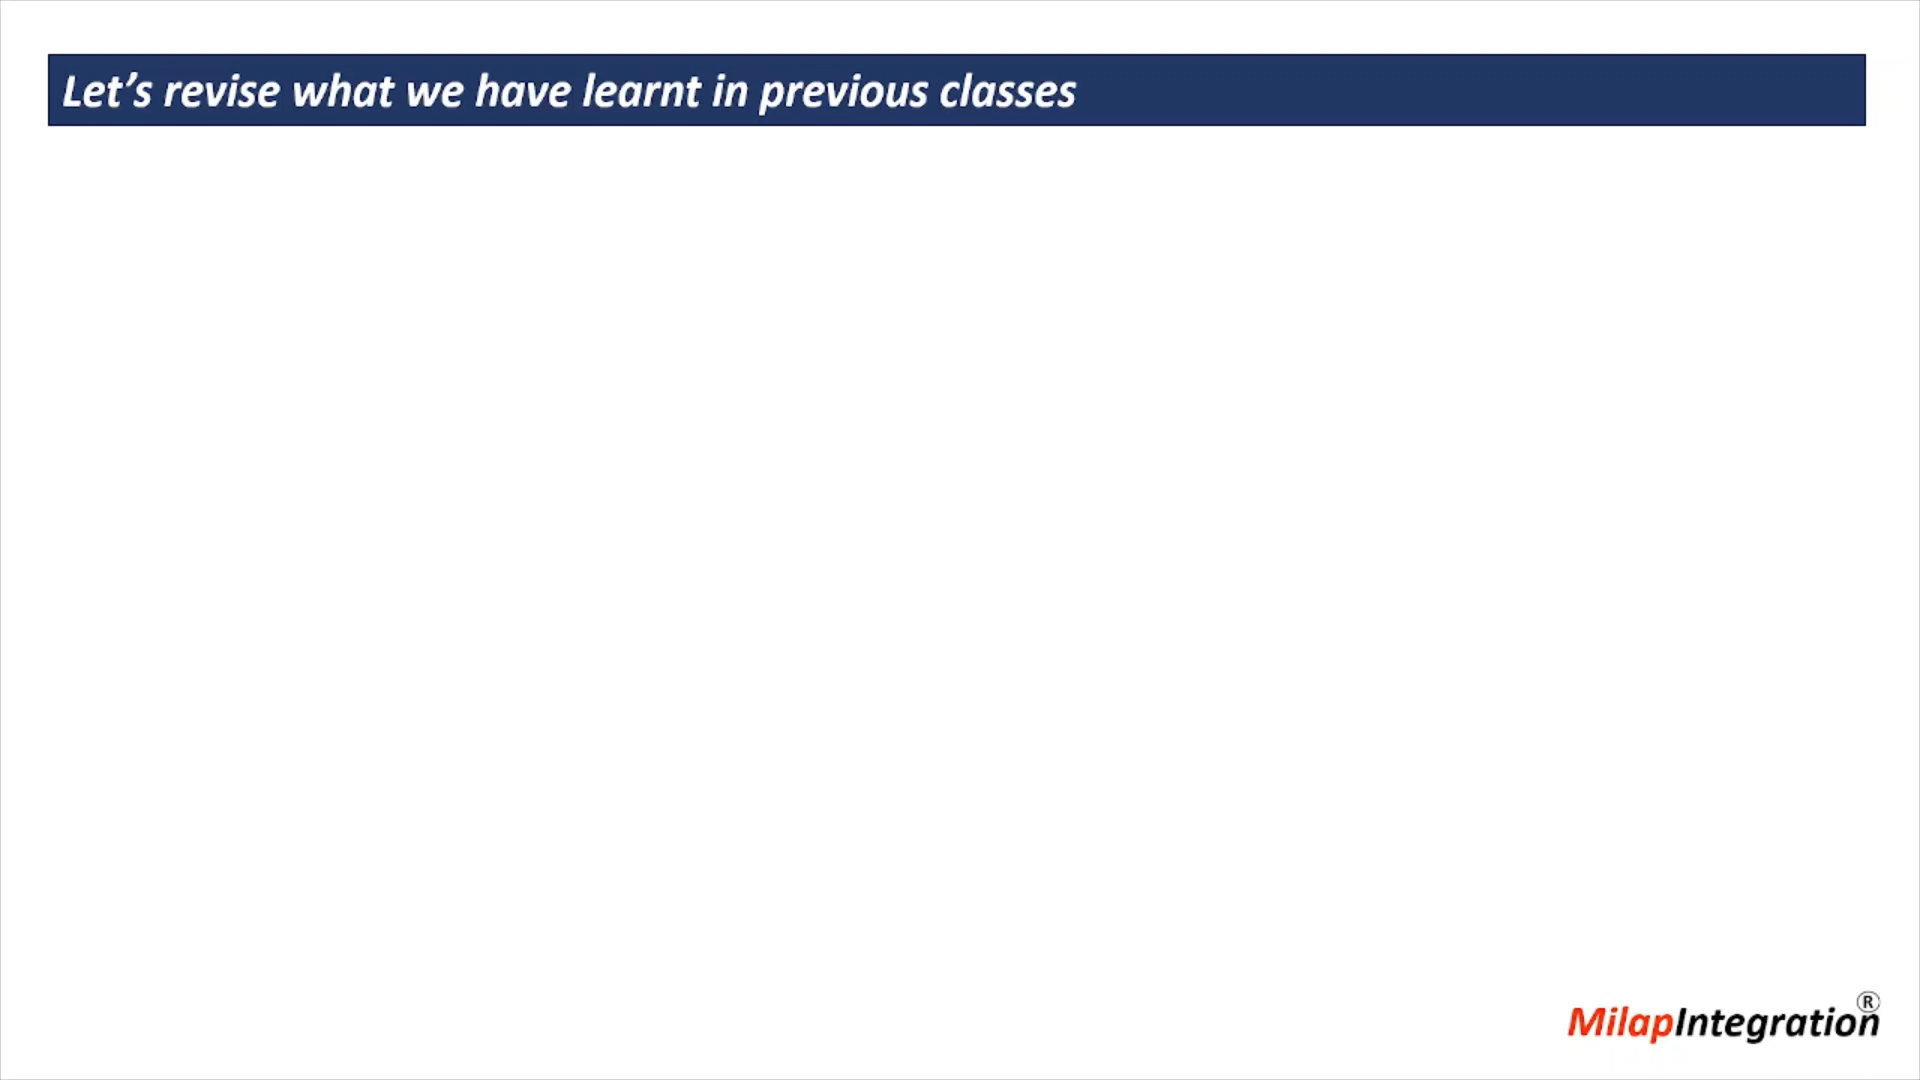 Let’s revise what we have learnt in previous classes
MilapIntegration®